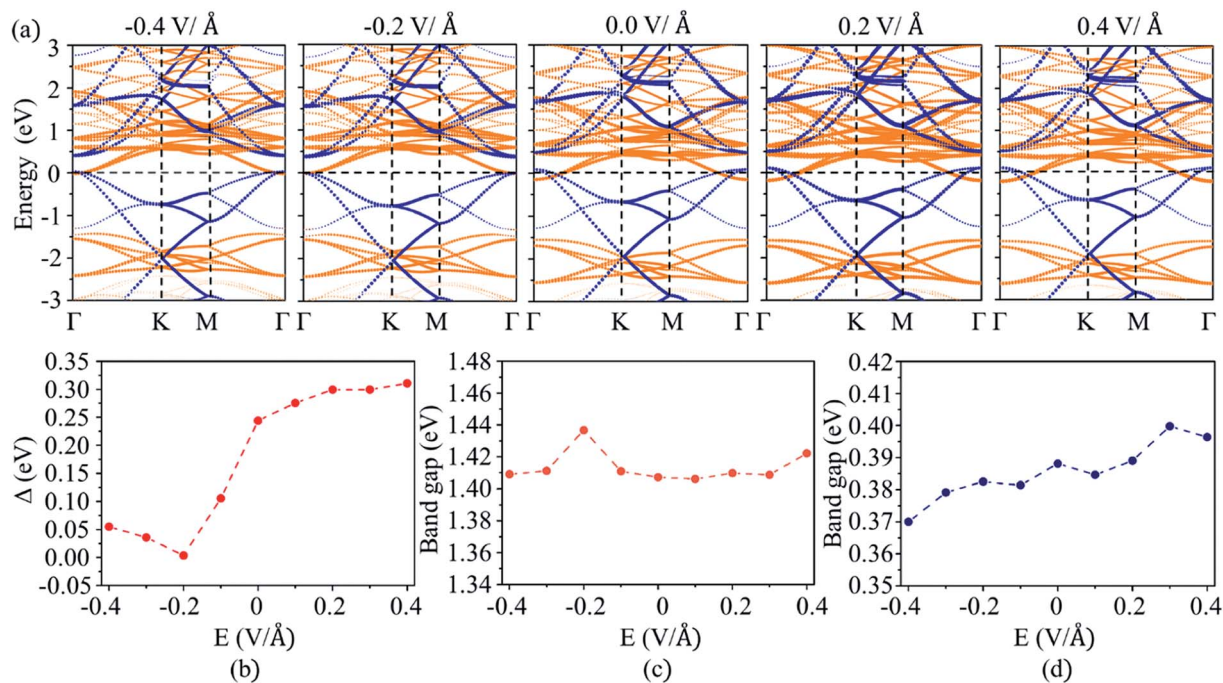 (a)
-0.4 V/ Å
-0.2 V/ Å
0.0 V/ Å
0.2 V/ Å
0.4 V/ Å
Energy (eV)
3
2
1
0
-1
-2
-3
Γ K M Γ
Γ K M Γ
Γ K M Γ
Γ K M Γ
Γ K M Γ
Δ (eV)
0.35
0.30
0.25
0.20
0.15
0.10
0.05
0.00
-0.05
-0.4 -0.2 0 0.2 0.4
E (V/Å)
(b)
Band gap (eV)
1.48
1.46
1.44
1.42
1.40
1.38
1.36
1.34
-0.4 -0.2 0 0.2 0.4
E (V/Å)
(c)
Band gap (eV)
0.42
0.41
0.40
0.39
0.38
0.37
0.36
0.35
-0.4 -0.2 0 0.2 0.4
E (V/Å)
(d)